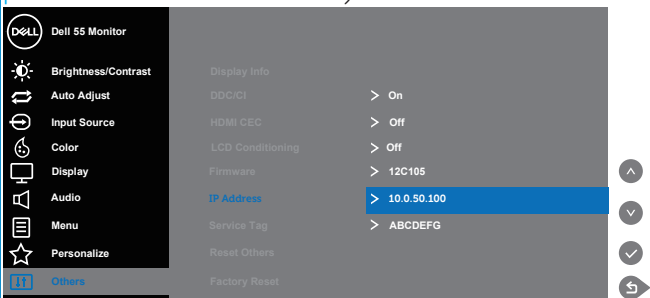 DELL Dell 55 Monitor
Brightness/Contrast Display Info
Auto Adjust DDC/CI > On
Input Source HDMI CEC > Off
Color LCD Conditioning > Off
Display Firmware > 12C105
Audio IP Address > 10.0.50.100
Menu Service Tag > ABCDEFG
Personalize Reset Others
Others Factory Reset